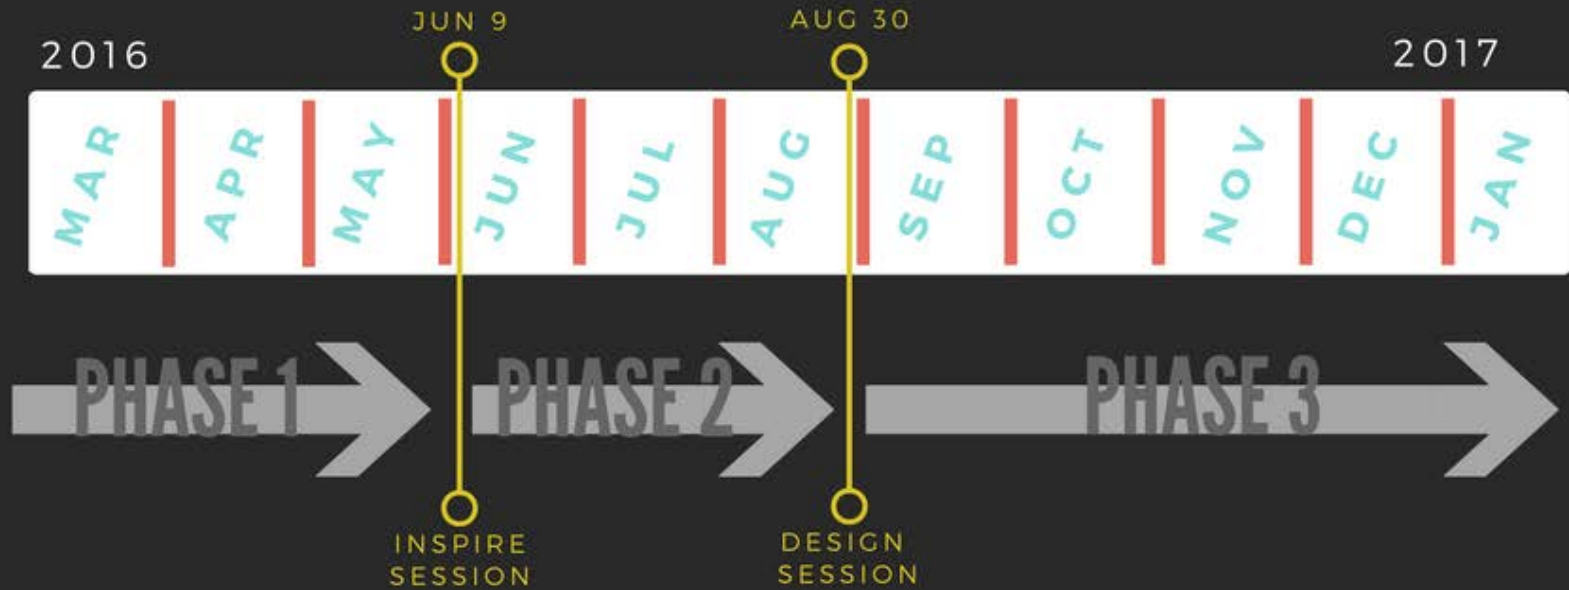 JUN 9
AUG 30
2016
2017
MAR
APR
MAY
JUN
JUL
AUG
SEP
OCT
NOV
DEC
JAN
PHASE 1
PHASE 2
PHASE 3
INSPIRE
SESSION
DESIGN
SESSION